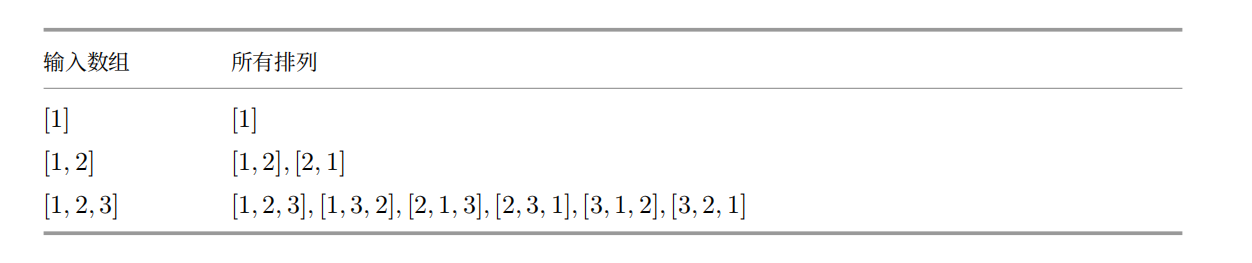 输入数组 所有排列
[1] [1]
[1, 2] [1, 2], [2, 1]
[1, 2, 3] [1, 2, 3], [1, 3, 2], [2, 1, 3], [2, 3, 1], [3, 1, 2], [3, 2, 1]